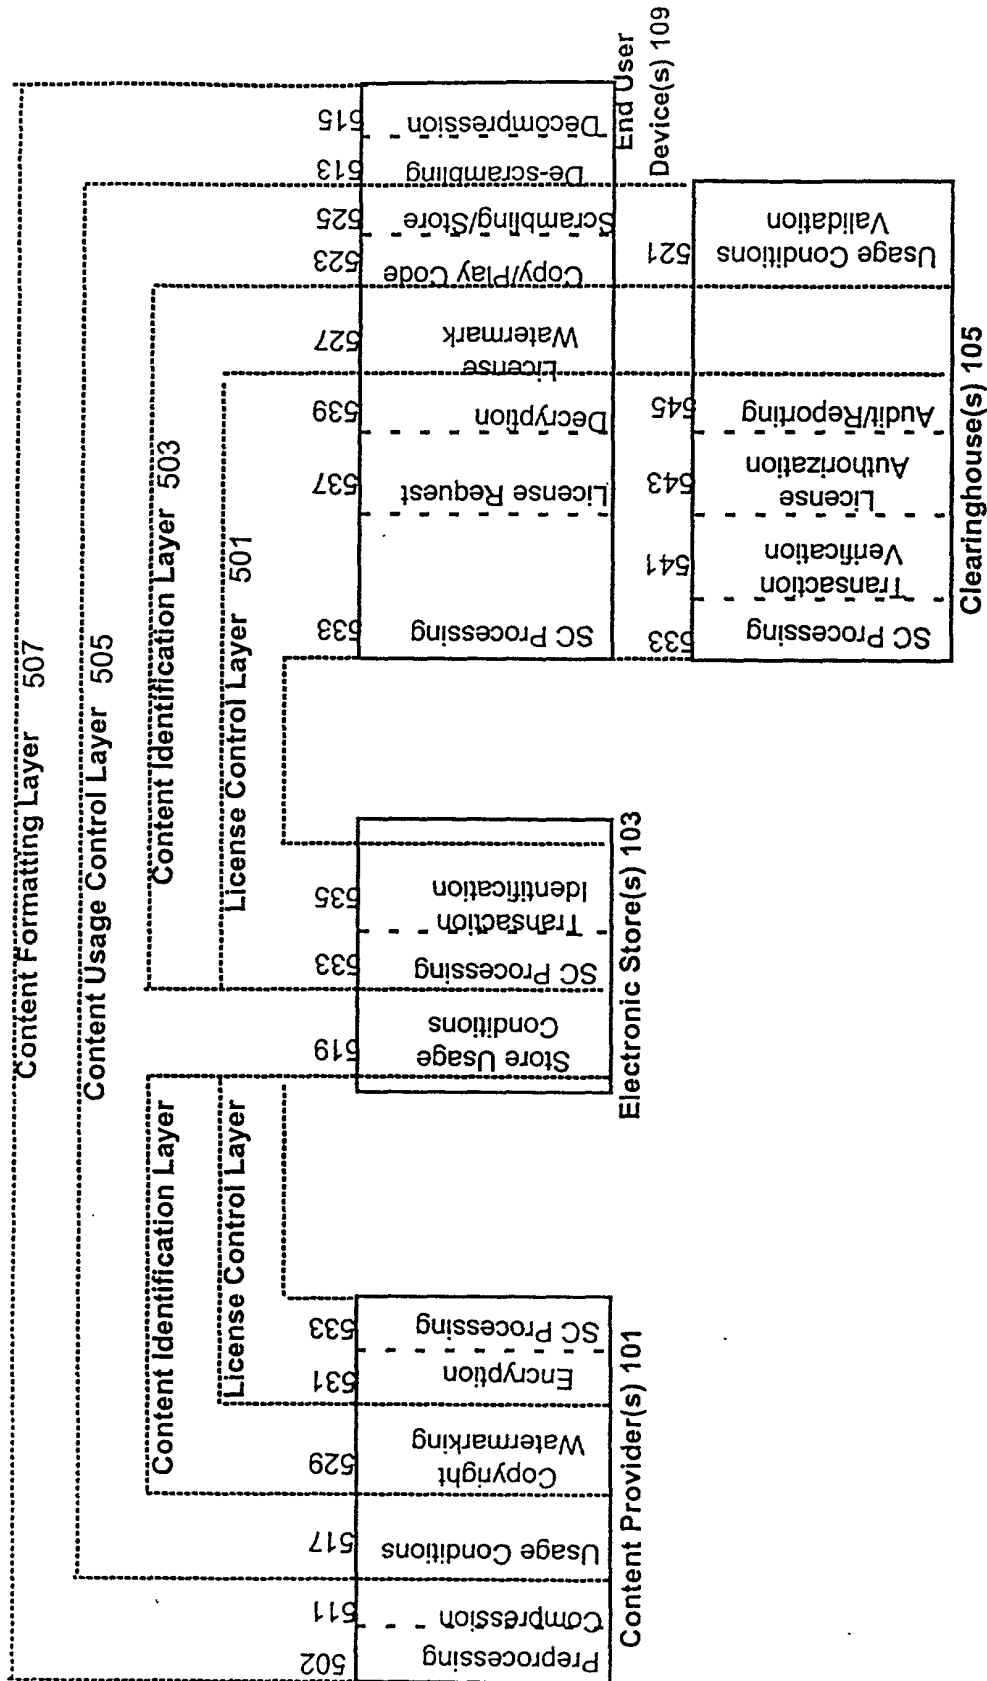 Content Formatting Layer 507
Content Usage Control Layer 505
Content Identification Layer
Content Identification Layer 503
License Control Layer
License Control Layer 501
Preprocessing
502
Compression
511
Usage Conditions
517
Copyright
Watermarking
529
Encryption
531
SC Processing
533
Content Provider(s) 101
Store Usage
Conditions
519
SC Processing
533
Transaction
Identification
535
Electronic Store(s) 103
SC Processing
533
License Request
537
Decryption
539
License
Watermark
527
Copy/Play Code
523
Scrambling/Store
525
De-scrambling
513
Decompression
515
End User
Device(s) 109
SC Processing
533
Transaction
Verification
541
License
Authorization
543
Audit/Reporting
545
Usage Conditions
Validation
521
Clearinghouse(s) 105